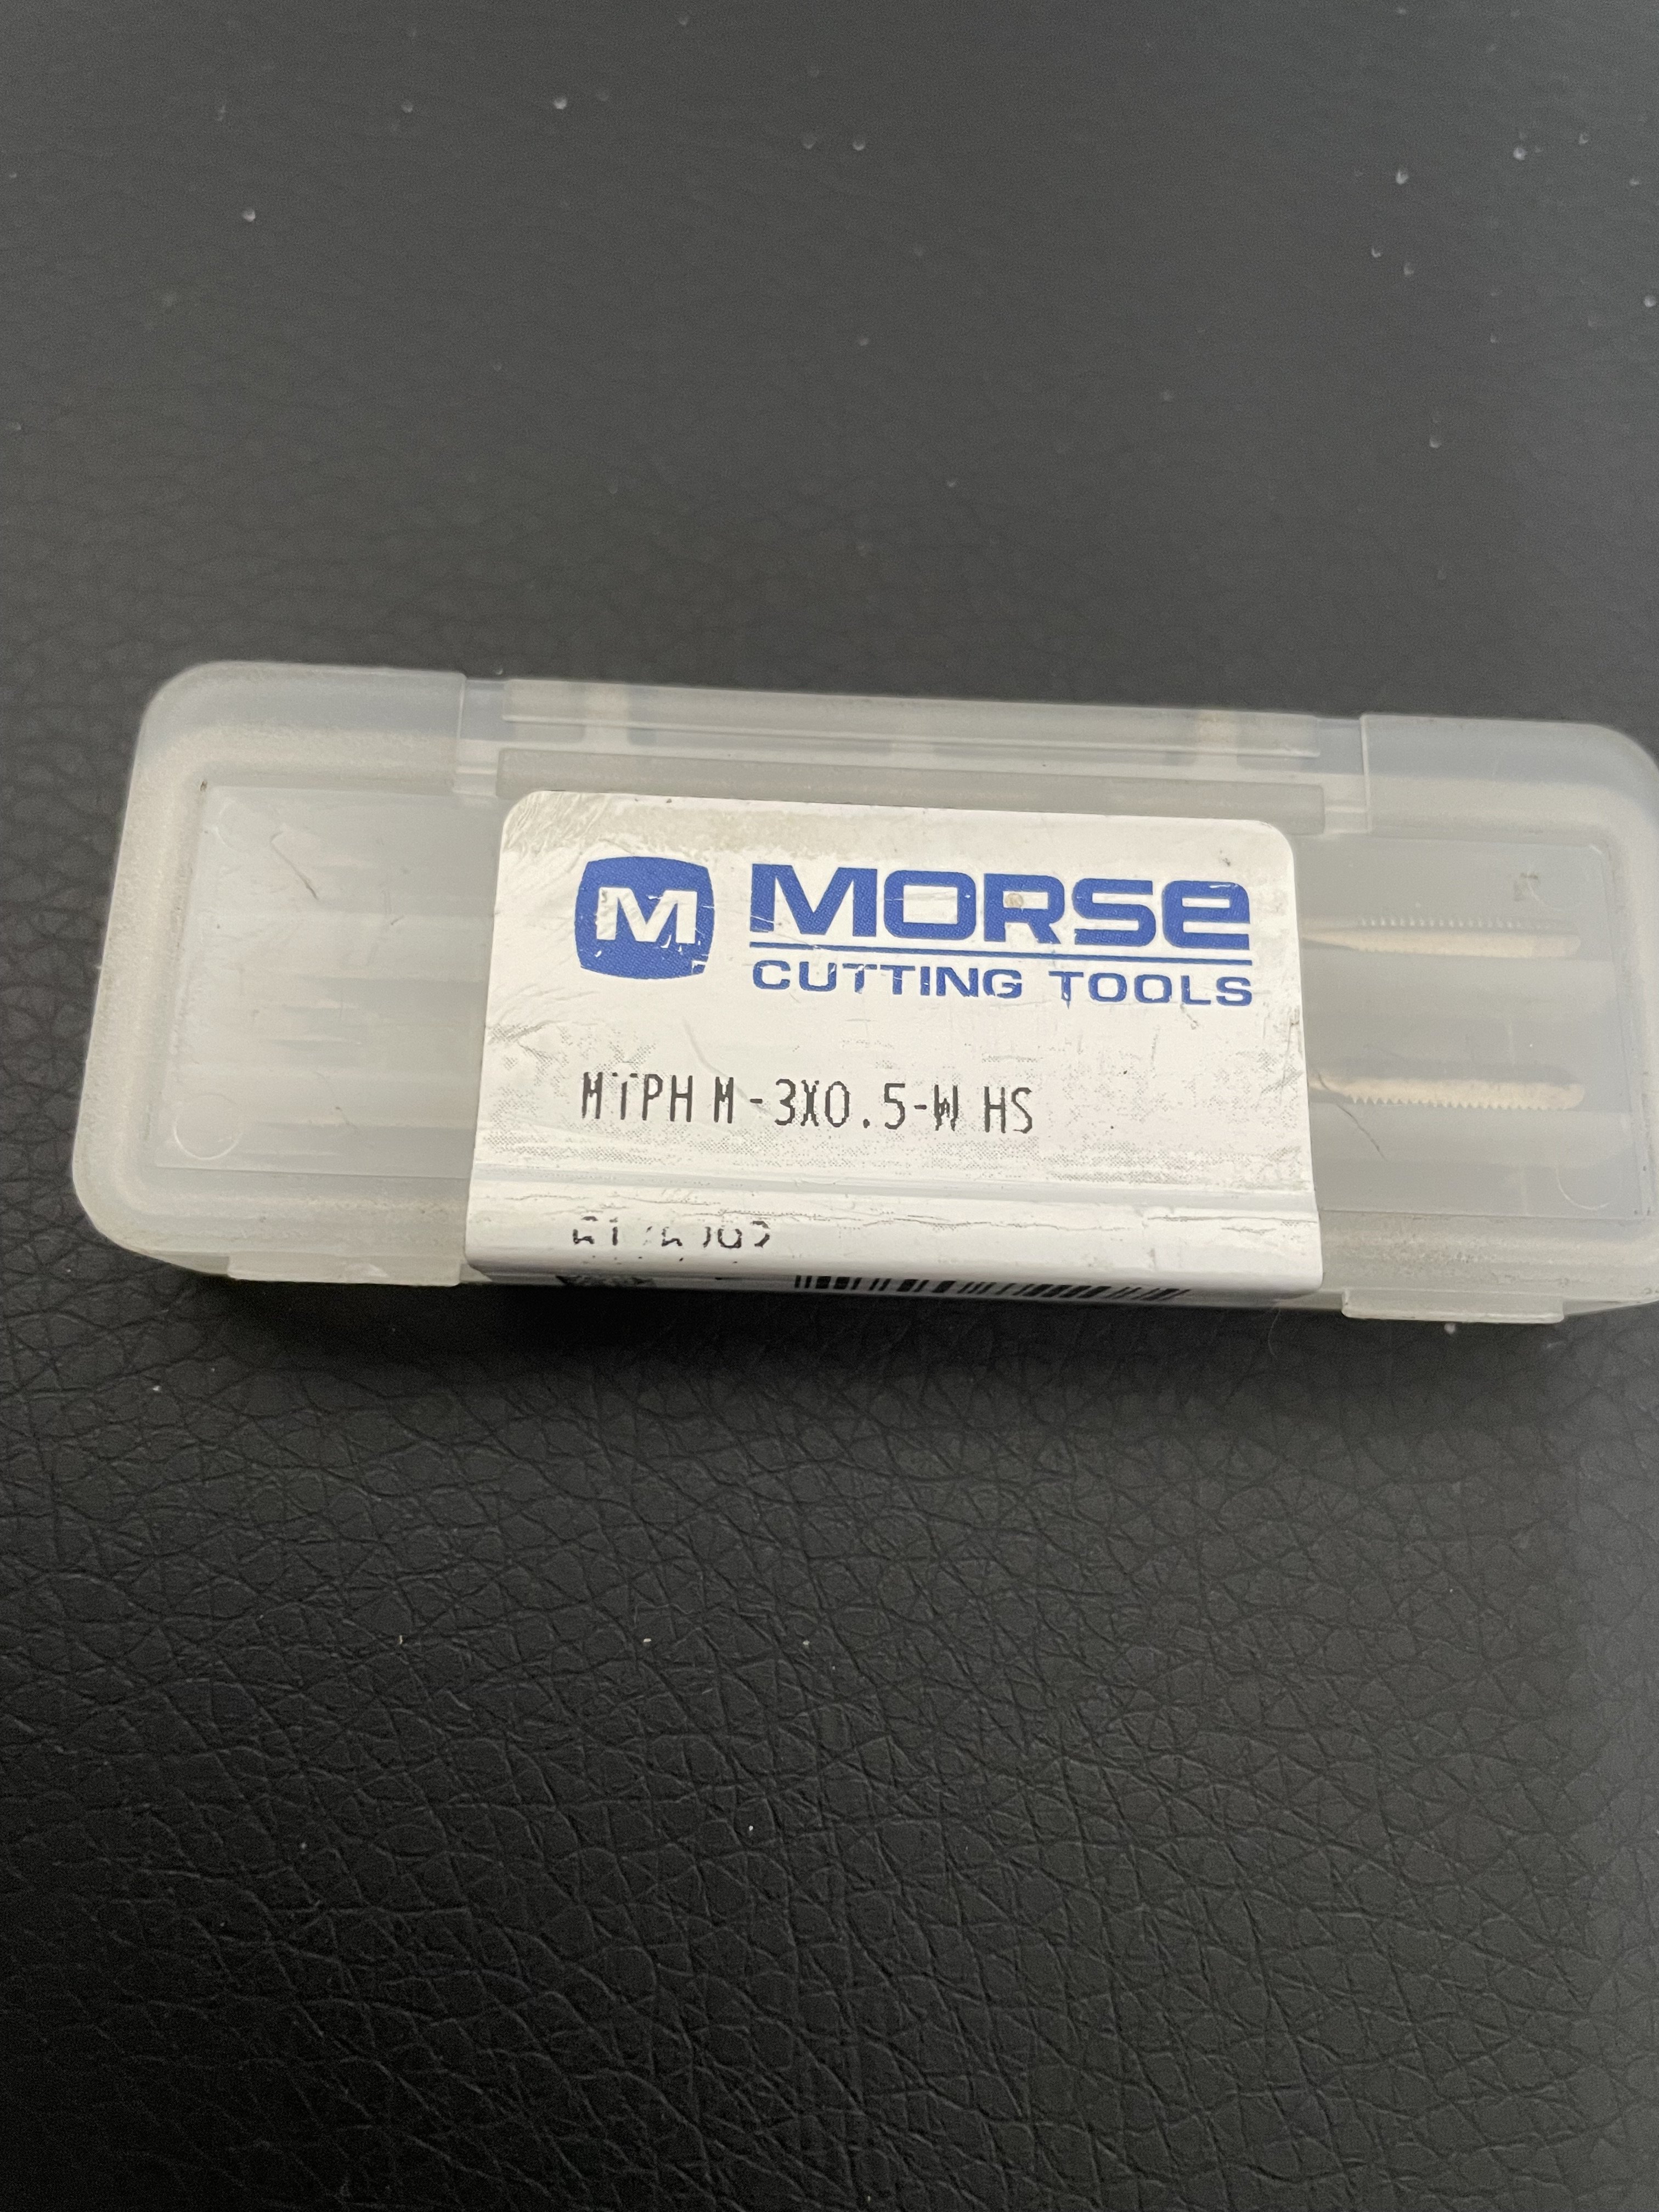 M MORSE
CUTTING TOOLS
MTPH M-3X0.5-W HS